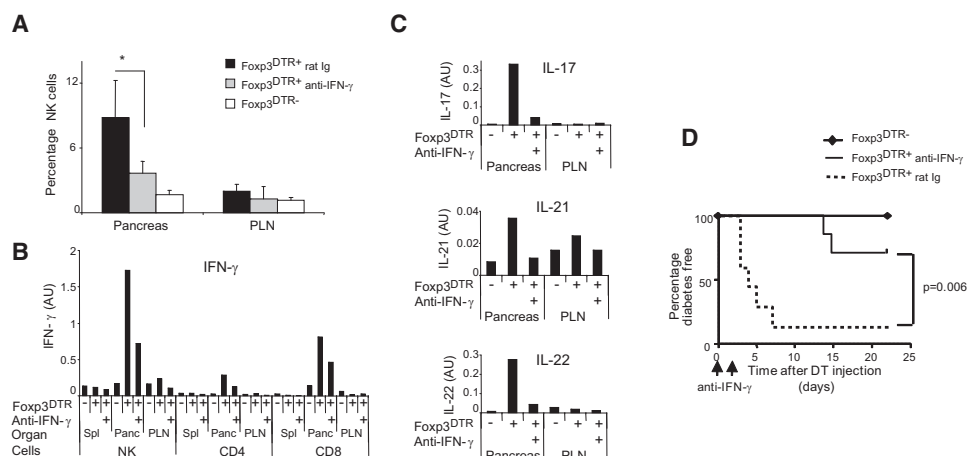 A
Percentage NK cells
12
6
0
*
Foxp3DTR+ rat Ig
Foxp3DTR+ anti-IFN-γ
Foxp3DTR-
Pancreas PLN
B
IFN-γ
IFN-γ (AU)
2
1.5
1
0.5
0
Foxp3DTR - + + - + + - + + - + + - + + - + + - + + - + + - + +
Anti-IFN-γ + + + + + + + + +
Organ Spl Panc PLN Spl Panc PLN Spl Panc PLN
Cells NK CD4 CD8
C
IL-17
IL-17 (AU)
0.3
0.2
0.1
0
Foxp3DTR - + + - + +
Anti-IFN-γ + +
Pancreas PLN
IL-21
IL-21 (AU)
0.04
0.02
0.00
Foxp3DTR - + + - + +
Anti-IFN-γ + +
Pancreas PLN
IL-22
IL-22 (AU)
0.3
0.2
0.1
0
Foxp3DTR - + + - + +
Anti-IFN-γ + +
Pancreas PLN
D
Foxp3DTR-
Foxp3DTR+ anti-IFN-γ
Foxp3DTR+ rat Ig
Percentage
diabetes free
100
50
0
0 5 10 15 20 25
p=0.006
anti-IFN-γ
Time after DT injection
(days)